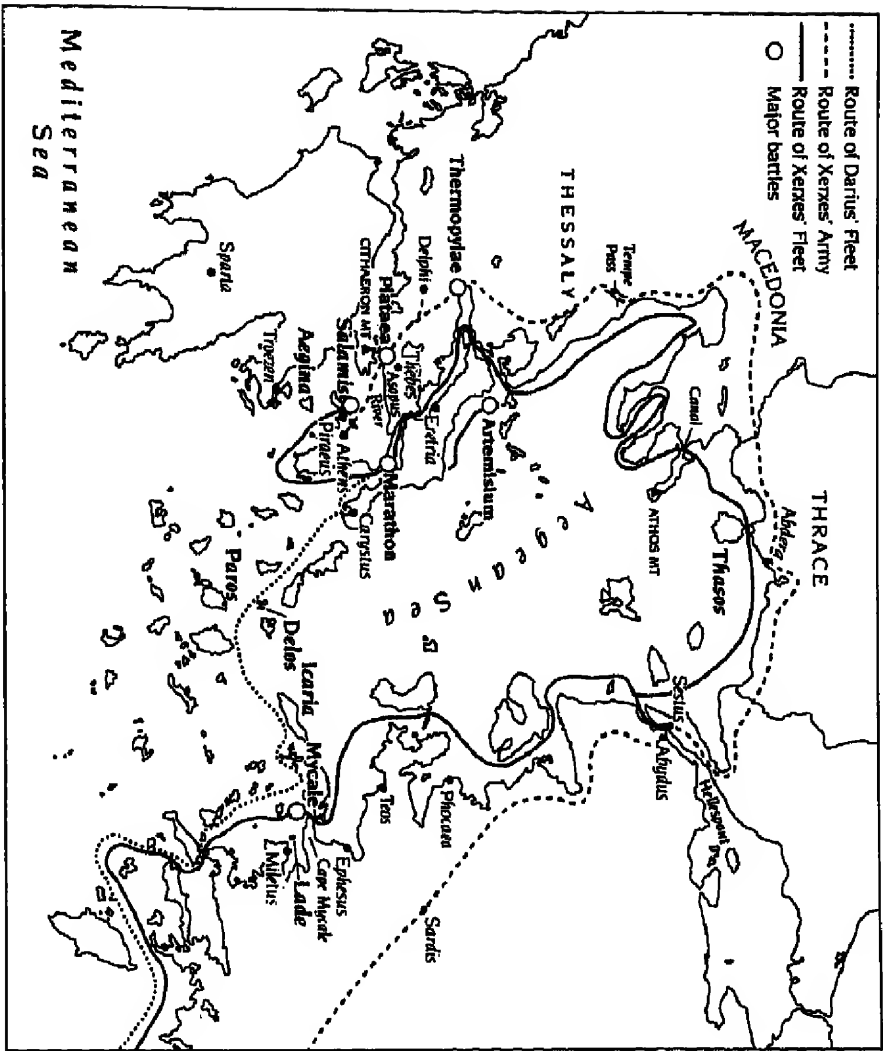 Route of Darius' Fleet
Route of Xerxes' Army
Route of Xerxes' Fleet
Major battles
MACEDONIA
THRACE
Abdera
Thasos
Canal
ATHOS MT
Sestus
Abydus
Hellespont
Tempe
Pass
THESSALY
Aegean Sea
Thermopylae
Artemisium
Delphi
Phocaea
Sardis
Eretria
Thebes
Asopus
River
Plataea
CITHAERON MT
Marathon
Teos
Salamis
Athens
Piraeus
Carystus
Ephesus
Cape Mycale
Mycale
Lade
Miletus
Icaria
Aegina
Troezen
Delos
Paros
Sparta
Mediterranean
Sea